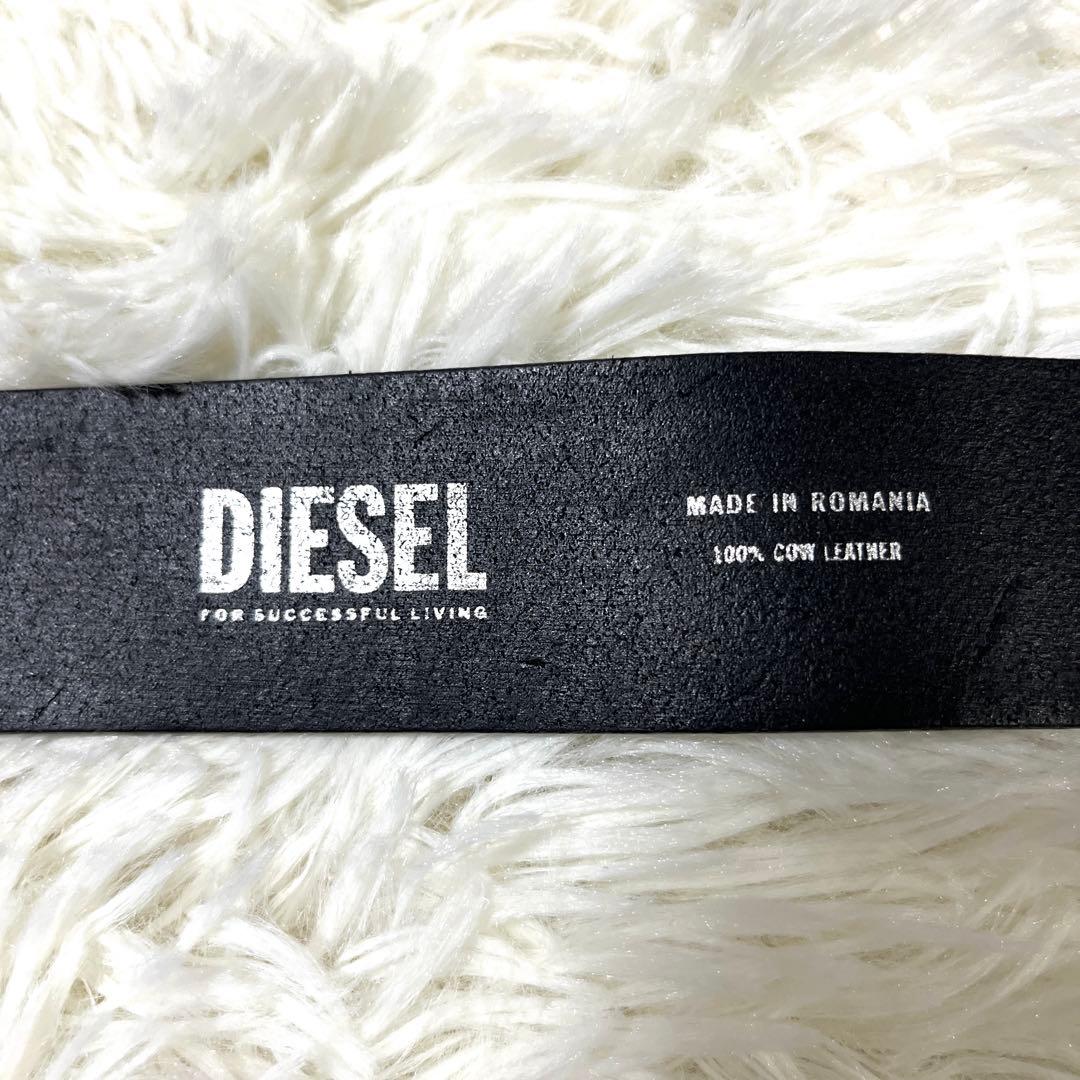 DIESEL
FOR SUCCESSFUL LIVING
MADE IN ROMANIA
100% COW LEATHER